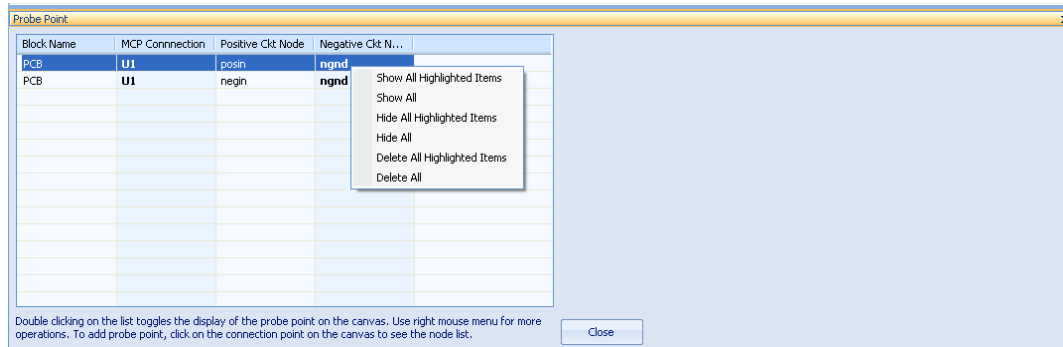 Probe Point
Block Name MCP Connnection Positive Ckt Node Negative Ckt N...
PCB U1 posin ngnd
PCB U1 negin ngnd
Show All Highlighted Items
Show All
Hide All Highlighted Items
Hide All
Delete All Highlighted Items
Delete All
Double clicking on the list toggles the display of the probe point on the canvas. Use right mouse menu for more
operations. To add probe point, click on the connection point on the canvas to see the node list.
Close